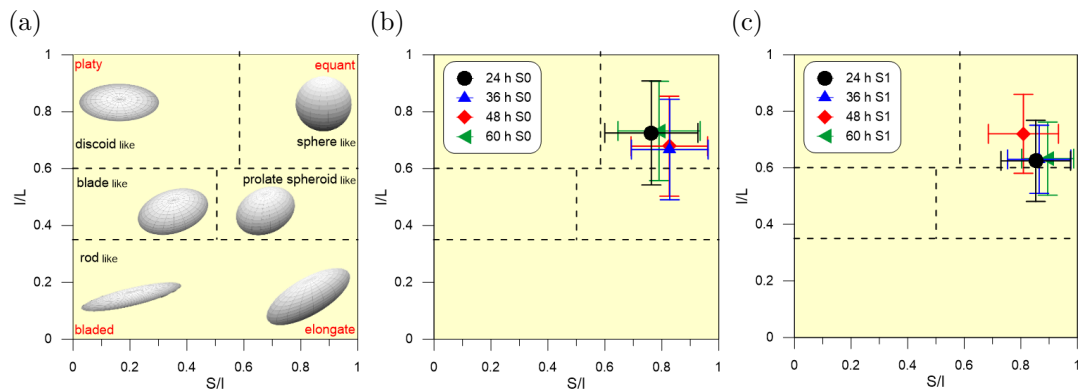 (a)
1
0.8
0.6
0.4
0.2
0
I/L
platy
equant
discoid like
sphere like
blade like
prolate spheroid like
rod like
bladed
elongate
0 0.2 0.4 0.6 0.8 1
S/I
(b)
1
0.8
0.6
0.4
0.2
0
I/L
24 h S0
36 h S0
48 h S0
60 h S0
0 0.2 0.4 0.6 0.8 1
S/I
(c)
1
0.8
0.6
0.4
0.2
0
I/L
24 h S1
36 h S1
48 h S1
60 h S1
0 0.2 0.4 0.6 0.8 1
S/I